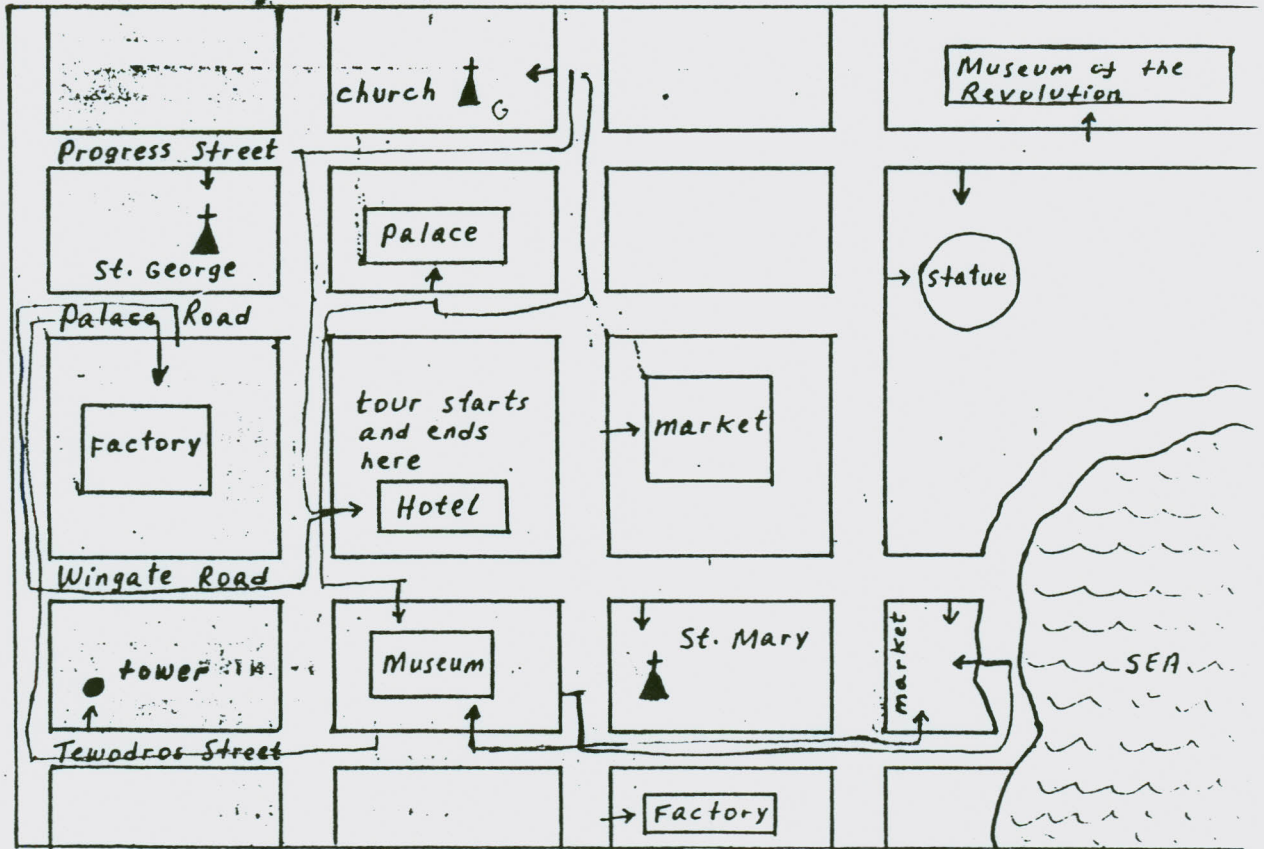 Museum of the
Revolution
church
G
Progress Street
Palace
St. George
Statue
Palace Road
tour starts
and ends
here
market
Factory
Hotel
Wingate Road
St. Mary
market
Museum
tower
SEA
Tewodros Street
Factory